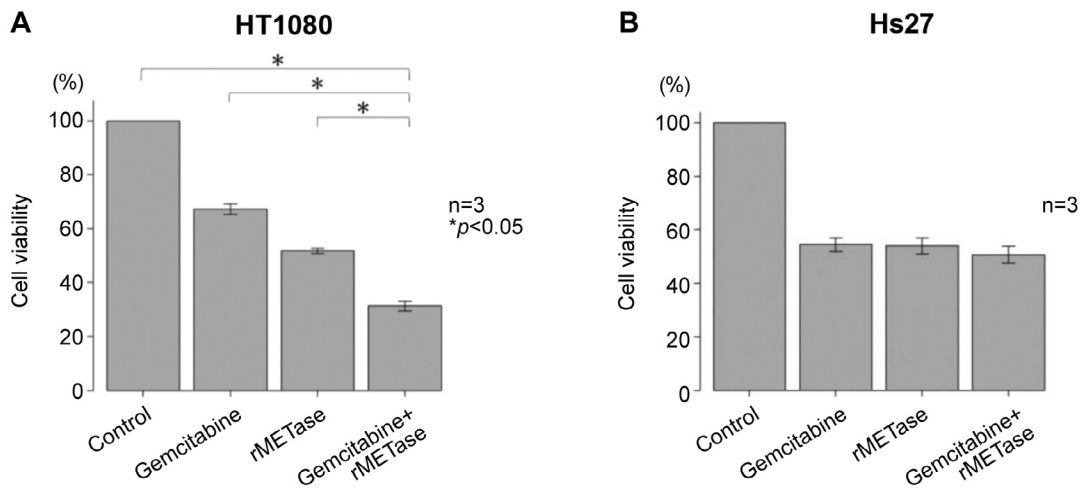 A
HT1080
(%)
*
*
*
100
80
60
40
20
0
Cell viability
n=3
*p<0.05
Control
Gemcitabine
rMETase
Gemcitabine+
rMETase
B
Hs27
(%)
100
80
60
40
20
0
Cell viability
n=3
Control
Gemcitabine
rMETase
Gemcitabine+
rMETase